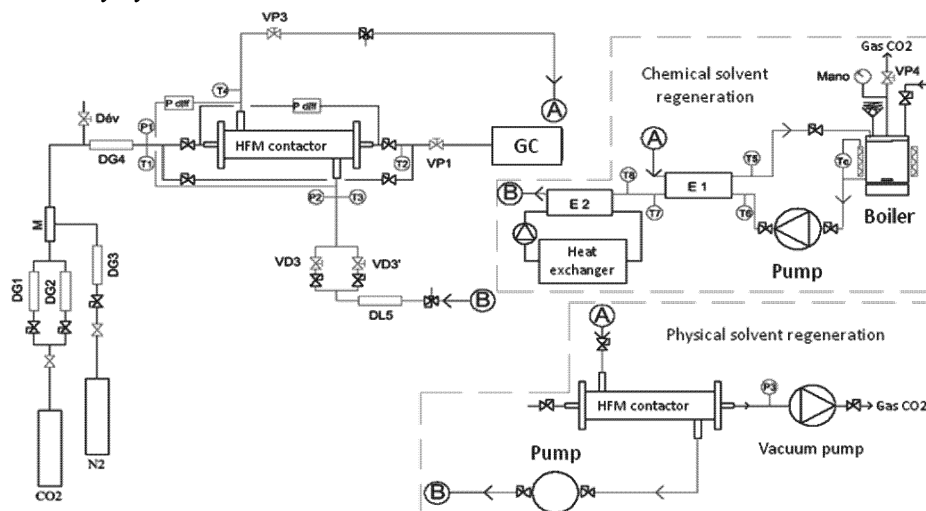 VP3
Gas CO2
Chemical solvent
regeneration
Mano
VP4
T4
P diff
P diff
A
Dév
P1
HFM contactor
GC
A
T5
Tc
DG4
T1
T2
VP1
B
T8
E 1
E 2
T7
T6
Boiler
P2
T3
M
Heat
exchanger
Pump
DG3
VD3
VD3'
DG1
DG2
B
DL5
A
Physical solvent regeneration
P3
HFM contactor
Gas CO2
Vacuum pump
Pump
N2
B
CO2